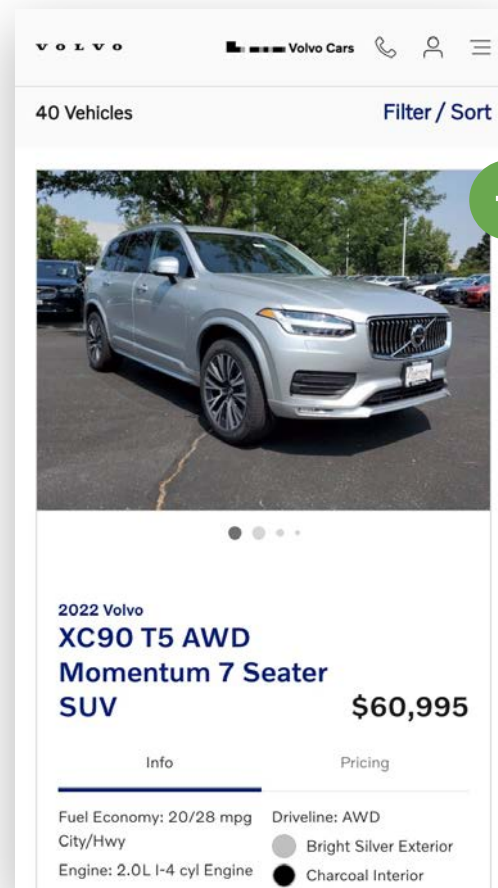 VOLVO
Volvo Cars
40 Vehicles
Filter / Sort
2022 Volvo
XC90 T5 AWD
Momentum 7 Seater
SUV
$60,995
Info
Pricing
Fuel Economy: 20/28 mpg
City/Hwy
Engine: 2.0L I-4 cyl Engine
Driveline: AWD
Bright Silver Exterior
Charcoal Interior